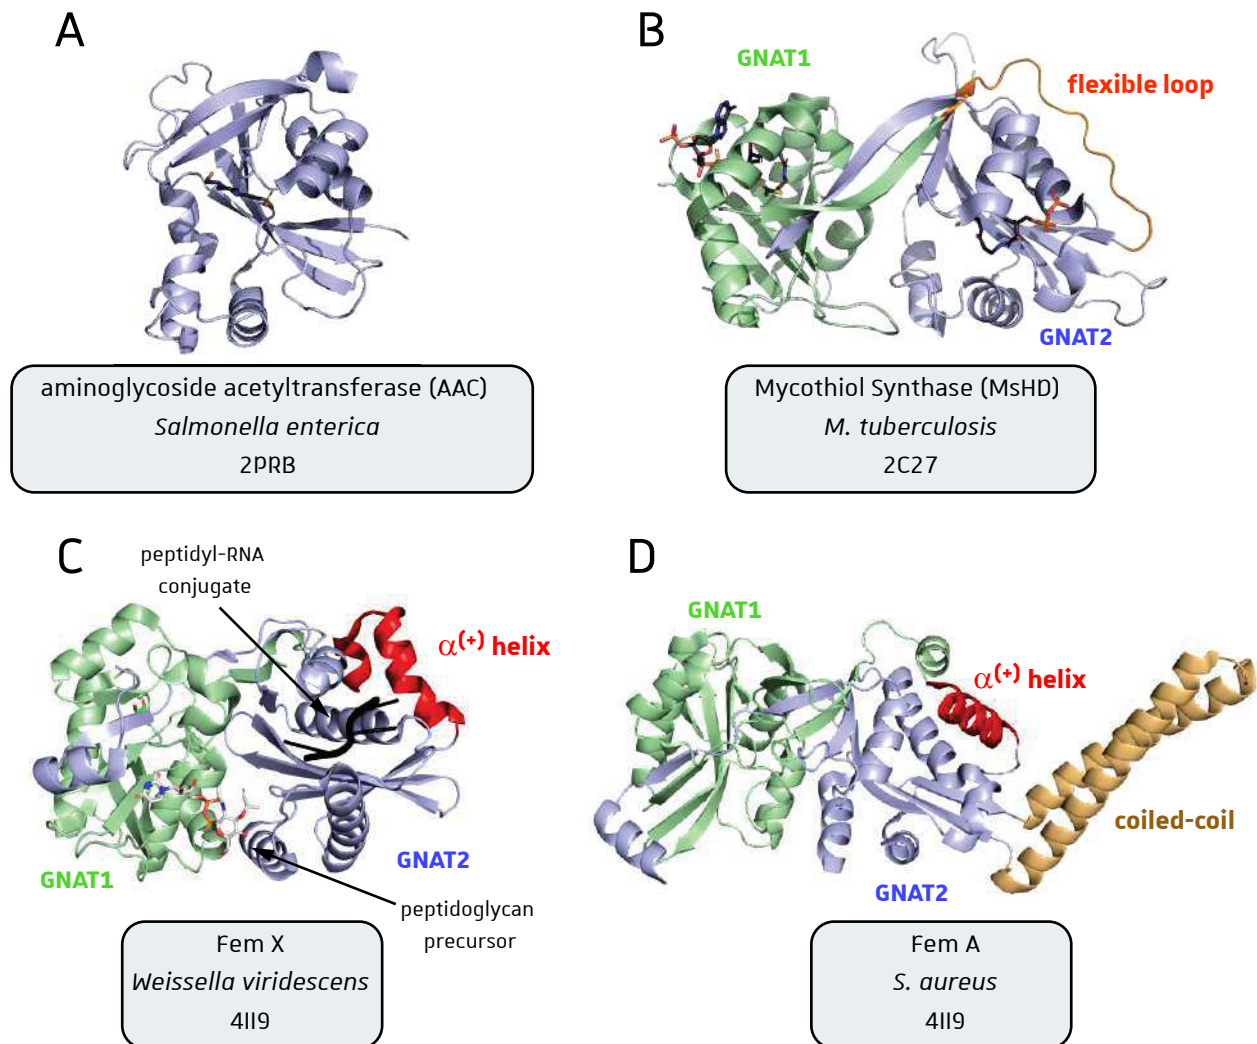 A
aminoglycoside acetyltransferase (AAC)
Salmonella enterica
2PRB
B
GNAT1
flexible loop
GNAT2
Mycothiol Synthase (MsHD)
M. tuberculosis
2C27
C
peptidyl-RNA
conjugate
α(+) helix
GNAT1
GNAT2
peptidoglycan
precursor
Fem X
Weissella viridescens
4II9
D
GNAT1
α(+) helix
coiled-coil
GNAT2
Fem A
S. aureus
4II9